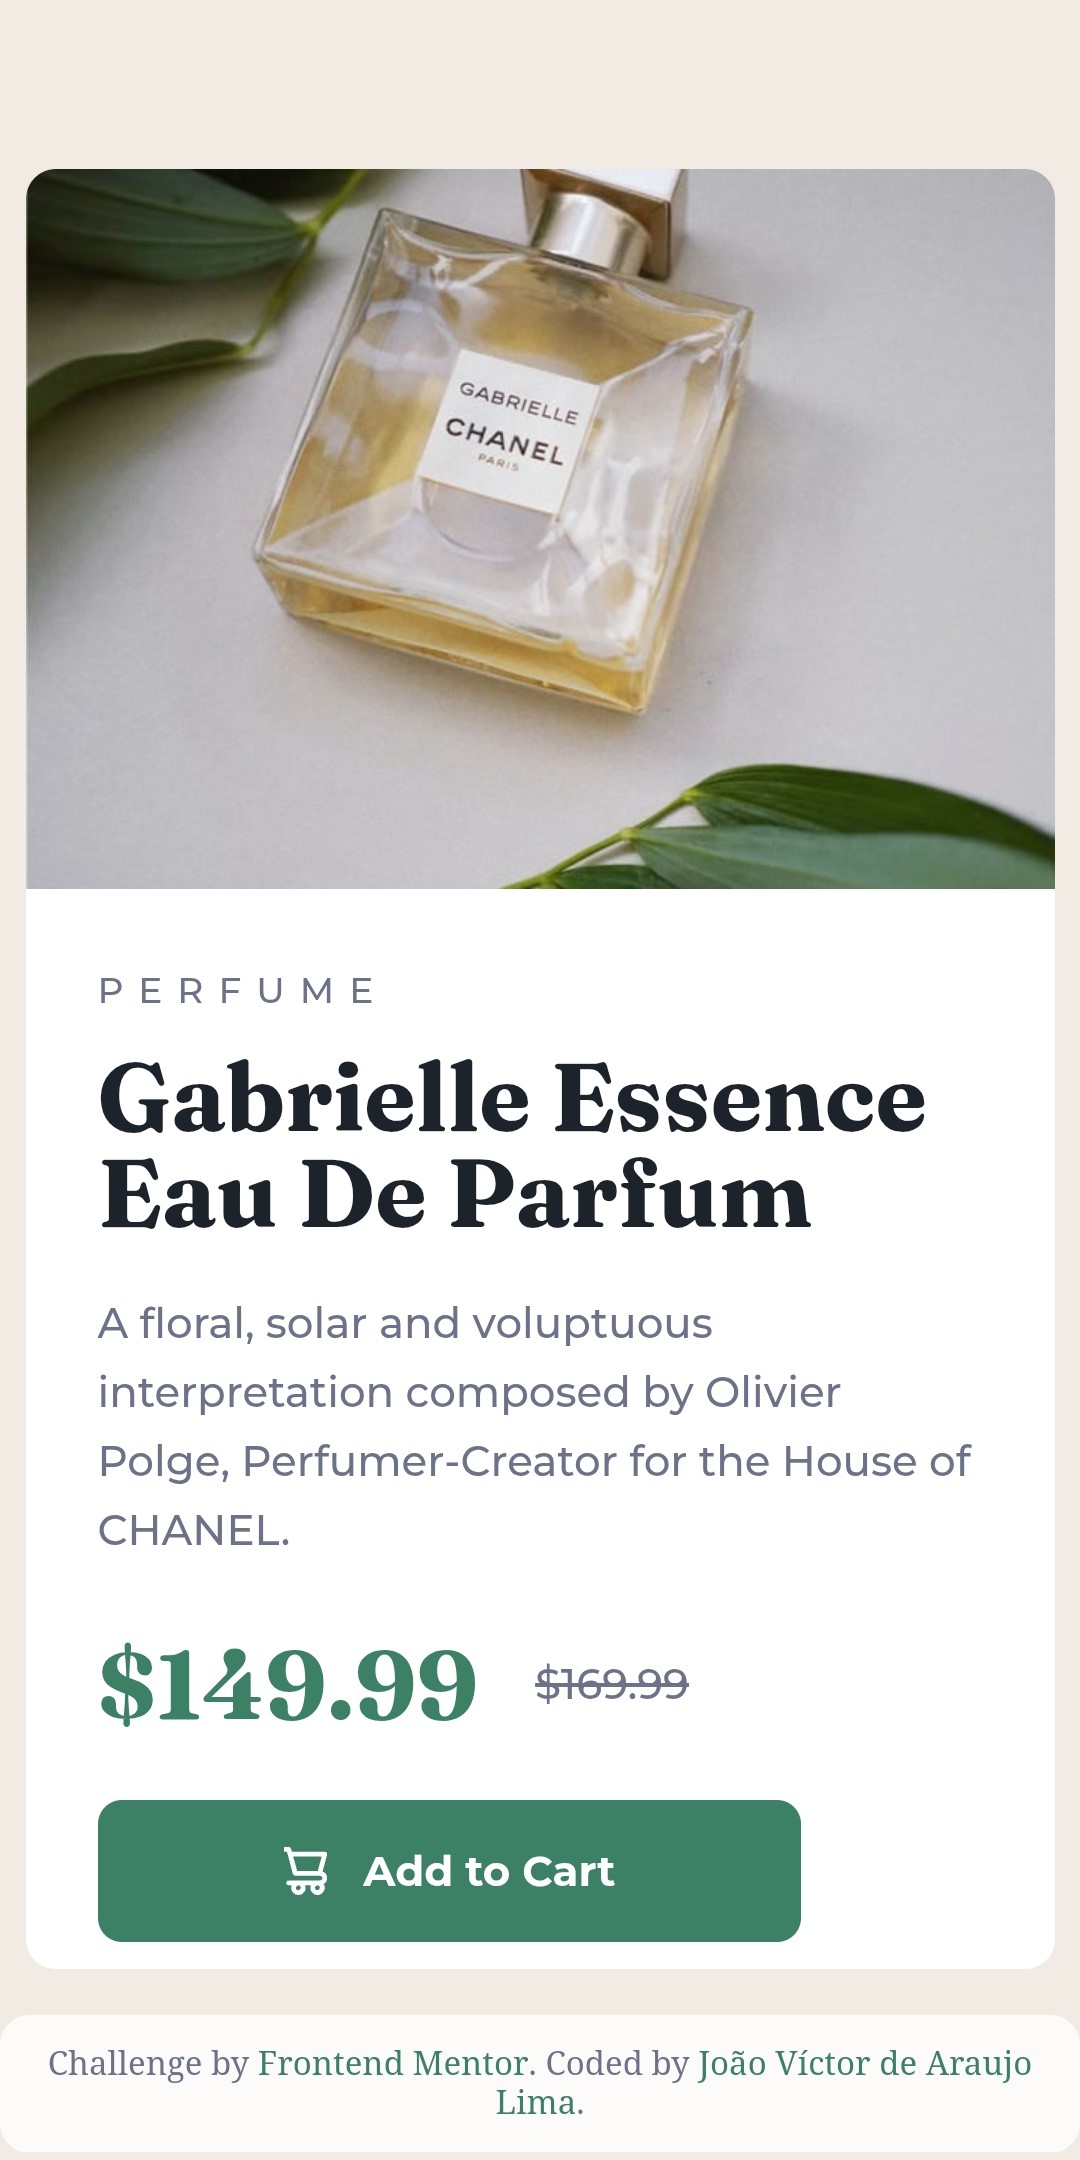 GABRIELLE
CHANEL
PARIS
PERFUME
Gabrielle Essence
Eau De Parfum
A floral, solar and voluptuous
interpretation composed by Olivier
Polge, Perfumer-Creator for the House of
CHANEL.
$149.99 $169.99
Add to Cart
Challenge by Frontend Mentor. Coded by João Víctor de Araujo
Lima.